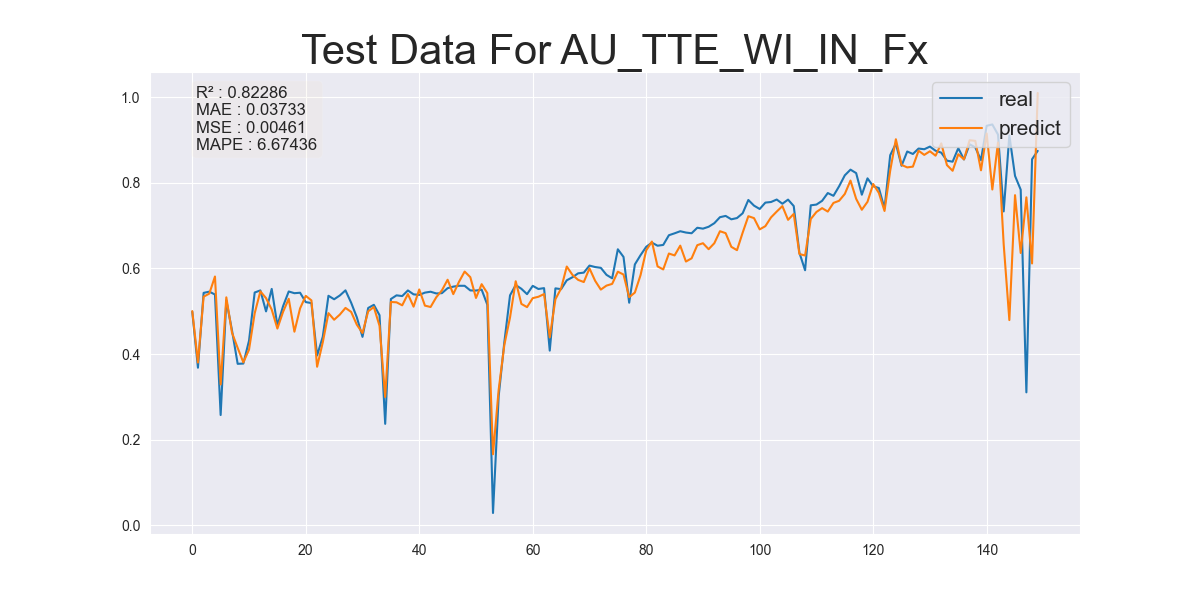 Test Data For AU_TTE_WI_IN_Fx
R² : 0.82286
MAE : 0.03733
MSE : 0.00461
MAPE : 6.67436
real
predict
1.0
0.8
0.6
0.4
0.2
0.0
0 20 40 60 80 100 120 140